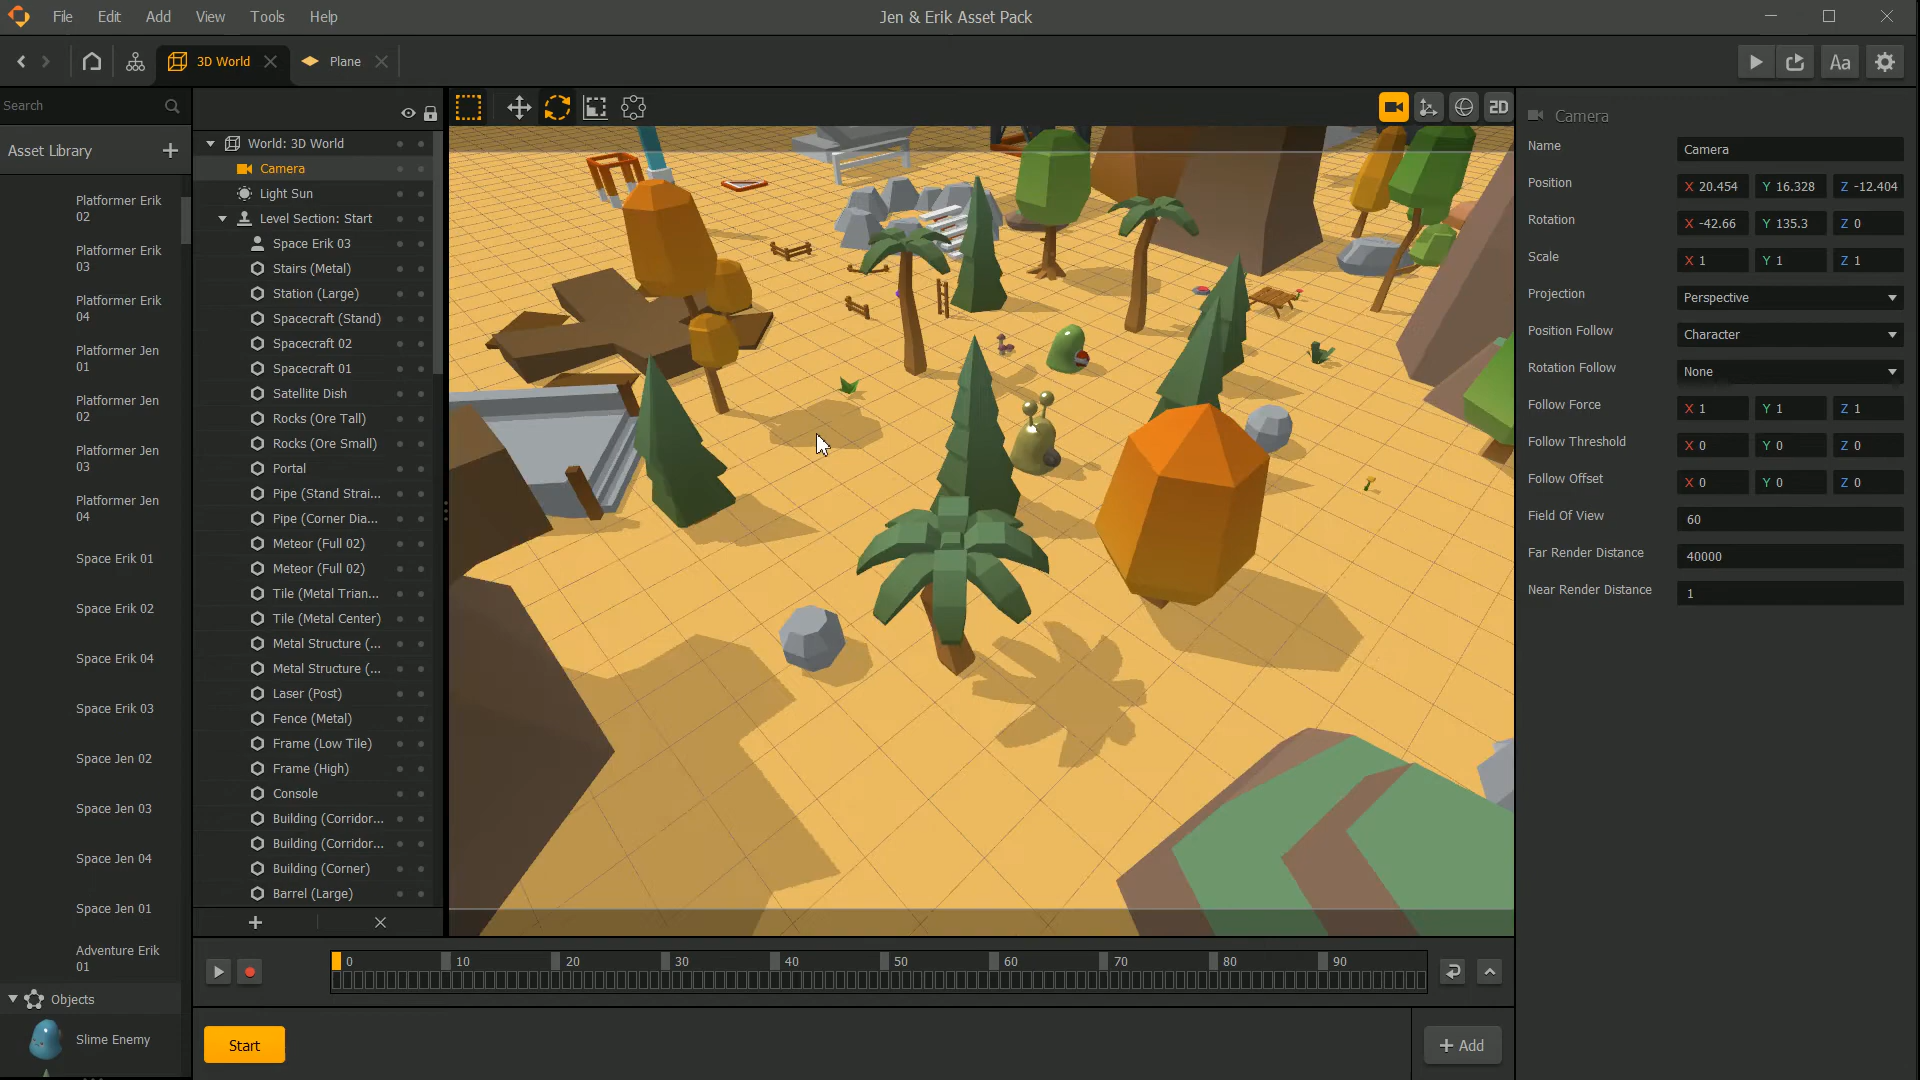 File Edit Add View Tools Help
Jen & Erik Asset Pack
3D World
Plane
Aa
Search
Asset Library
Platformer Erik
02
Platformer Erik
03
Platformer Erik
04
Platformer Jen
01
Platformer Jen
02
Platformer Jen
03
Platformer Jen
04
Space Erik 01
Space Erik 02
Space Erik 04
Space Erik 03
Space Jen 02
Space Jen 03
Space Jen 04
Space Jen 01
Adventure Erik
01
Objects
Slime Enemy
World: 3D World
Camera
Light Sun
Level Section: Start
Space Erik 03
Stairs (Metal)
Station (Large)
Spacecraft (Stand)
Spacecraft 02
Spacecraft 01
Satellite Dish
Rocks (Ore Tall)
Rocks (Ore Small)
Portal
Pipe (Stand Strai...
Pipe (Corner Dia...
Meteor (Full 02)
Meteor (Full 02)
Tile (Metal Trian...
Tile (Metal Center)
Metal Structure (...
Metal Structure (...
Laser (Post)
Fence (Metal)
Frame (Low Tile)
Frame (High)
Console
Building (Corridor...
Building (Corridor...
Building (Corner)
Barrel (Large)
2D
0 10 20 30 40 50 60 70 80 90
Start
+ Add
Camera
Name Camera
Position X 20.454 Y 16.328 Z -12.404
Rotation X -42.66 Y 135.3 Z 0
Scale X 1 Y 1 Z 1
Projection Perspective
Position Follow Character
Rotation Follow None
Follow Force X 1 Y 1 Z 1
Follow Threshold X 0 Y 0 Z 0
Follow Offset X 0 Y 0 Z 0
Field Of View 60
Far Render Distance 40000
Near Render Distance 1